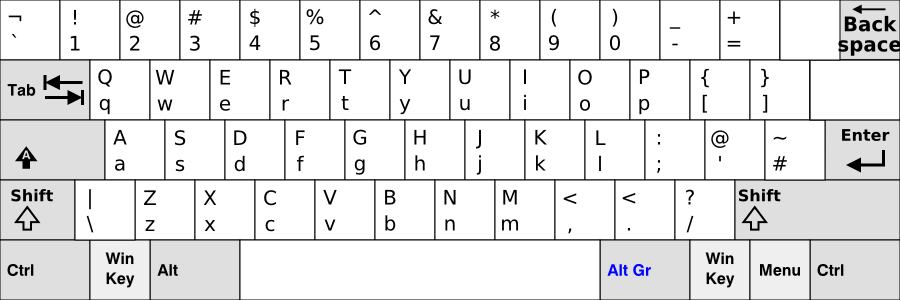 ¬ ! @ # $ % ^ & * ( ) _ + Back
` 1 2 3 4 5 6 7 8 9 0 - = space
Tab Q W E R T Y U I O P { }
q w e r t y u i o p [ ]
A A S D F G H J K L : @ ~ Enter
a s d f g h j k l ; ' #
Shift | Z X C V B N M < < ? Shift
\ z x c v b n m , . /
Ctrl Win Alt Alt Gr Win Menu Ctrl
Key Key